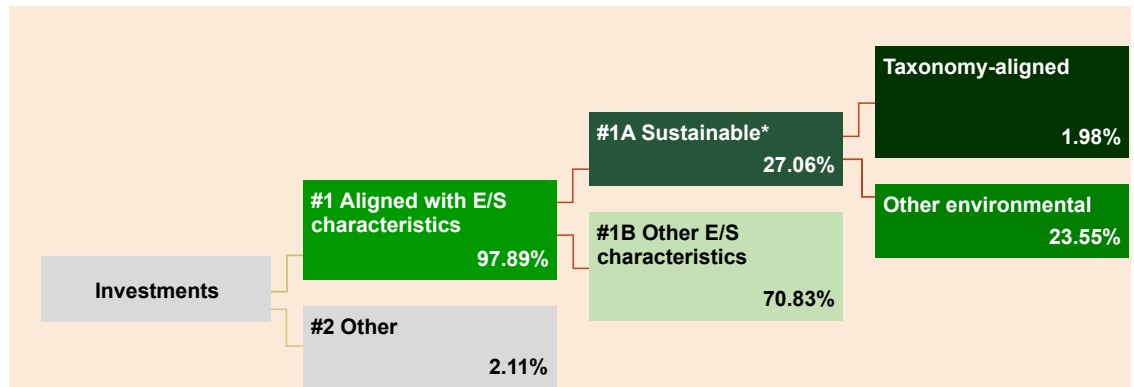 Taxonomy-aligned
1.98%
#1A Sustainable*
27.06%
#1 Aligned with E/S
characteristics
97.89%
Other environmental
23.55%
#1B Other E/S
characteristics
70.83%
Investments
#2 Other
2.11%